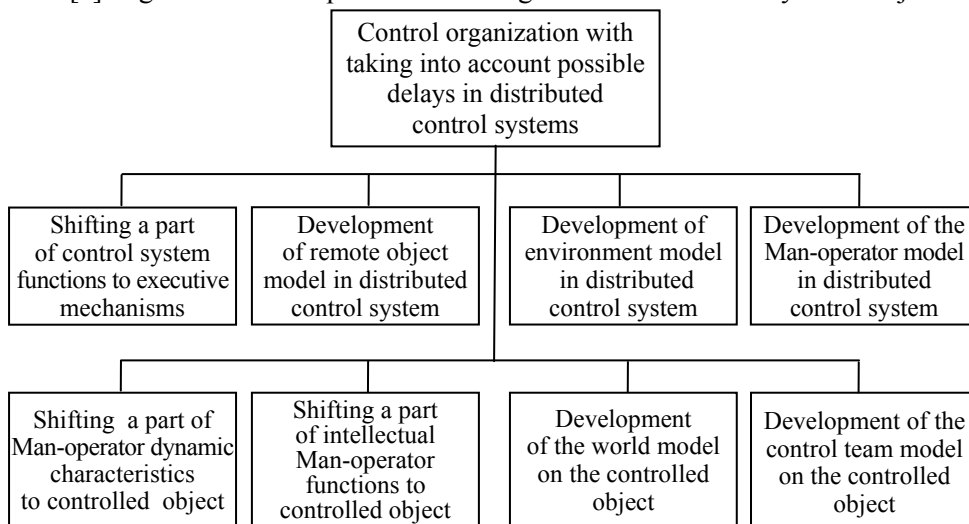 Control organization with
taking into account possible
delays in distributed
control systems
Shifting a part
of control system
functions to executive
mechanisms
Development
of remote object
model in distributed
control system
Development of
environment model
in distributed
control system
Development of the
Man-operator model
in distributed
control system
Shifting a part of
Man-operator dynamic
characteristics
to controlled object
Shifting a part
of intellectual
Man-operator
functions to
controlled object
Development
of the world model
on the controlled
object
Development of the
control team model
on the controlled
object